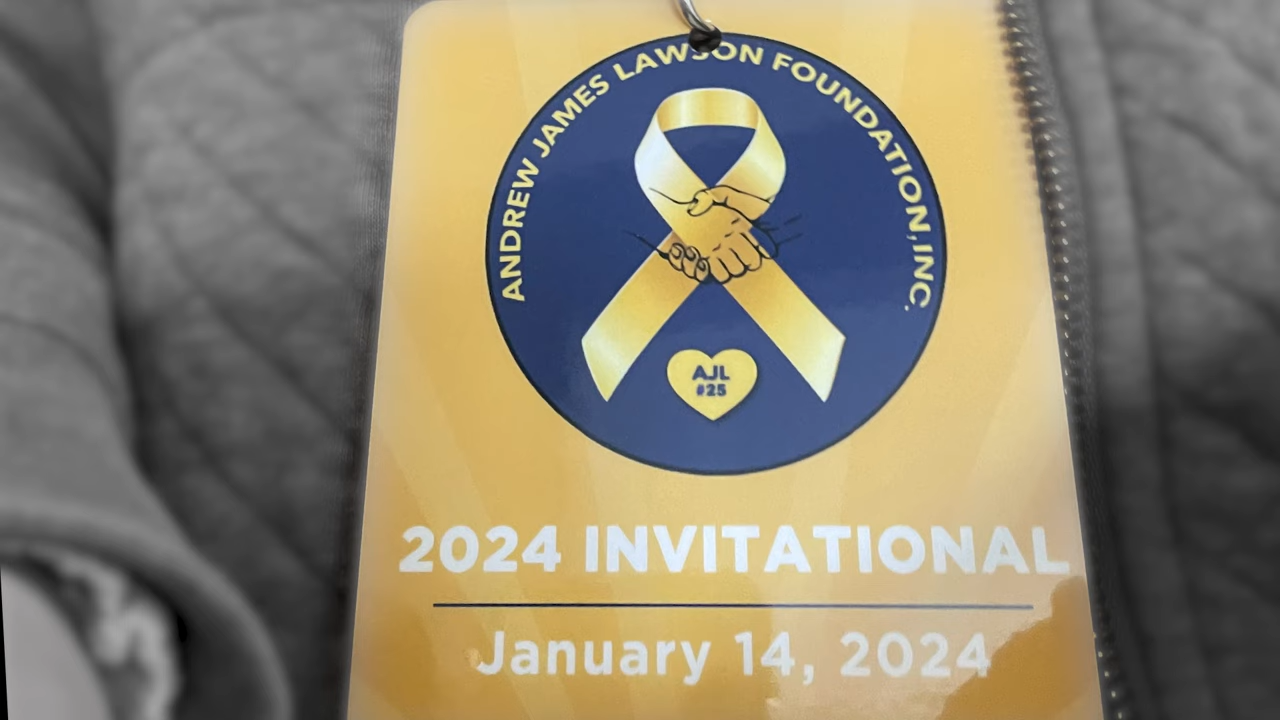 ANDREW JAMES LAWSON FOUNDATION, INC.
AJL
#25
2024 INVITATIONAL
January 14, 2024